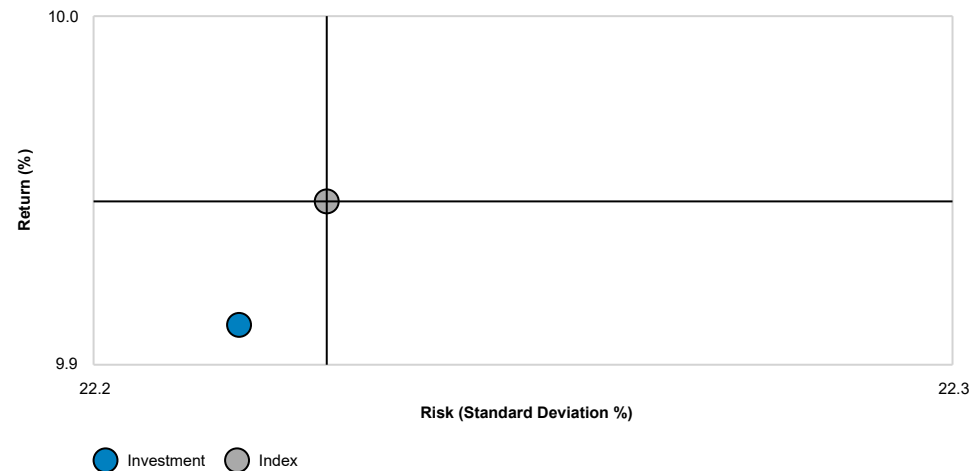 10.0
Return (%)
9.9
22.2
22.3
Risk (Standard Deviation %)
Investment
Index